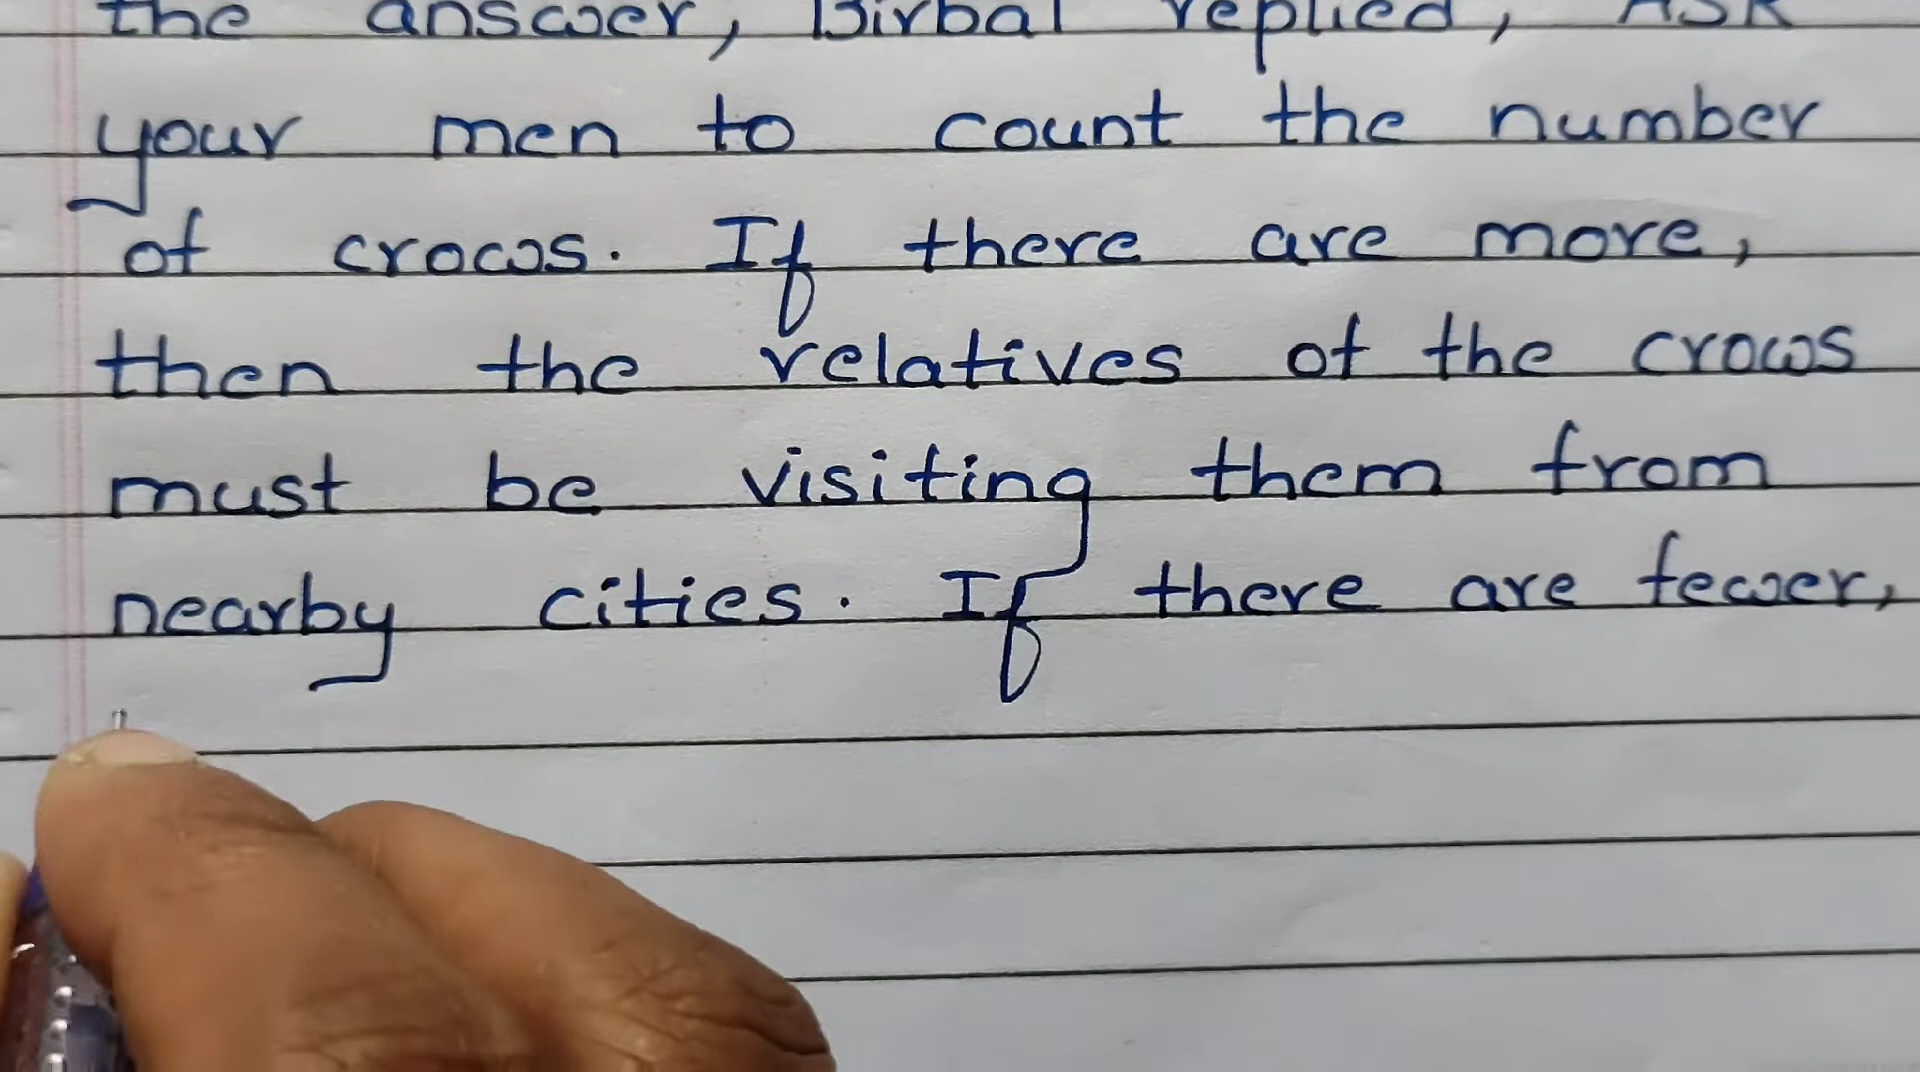 the answer, Birbal replied, Ask
your men to count the number
of crows. If there are more,
then the relatives of the crows
must be visiting them from
nearby cities. If there are fewer,